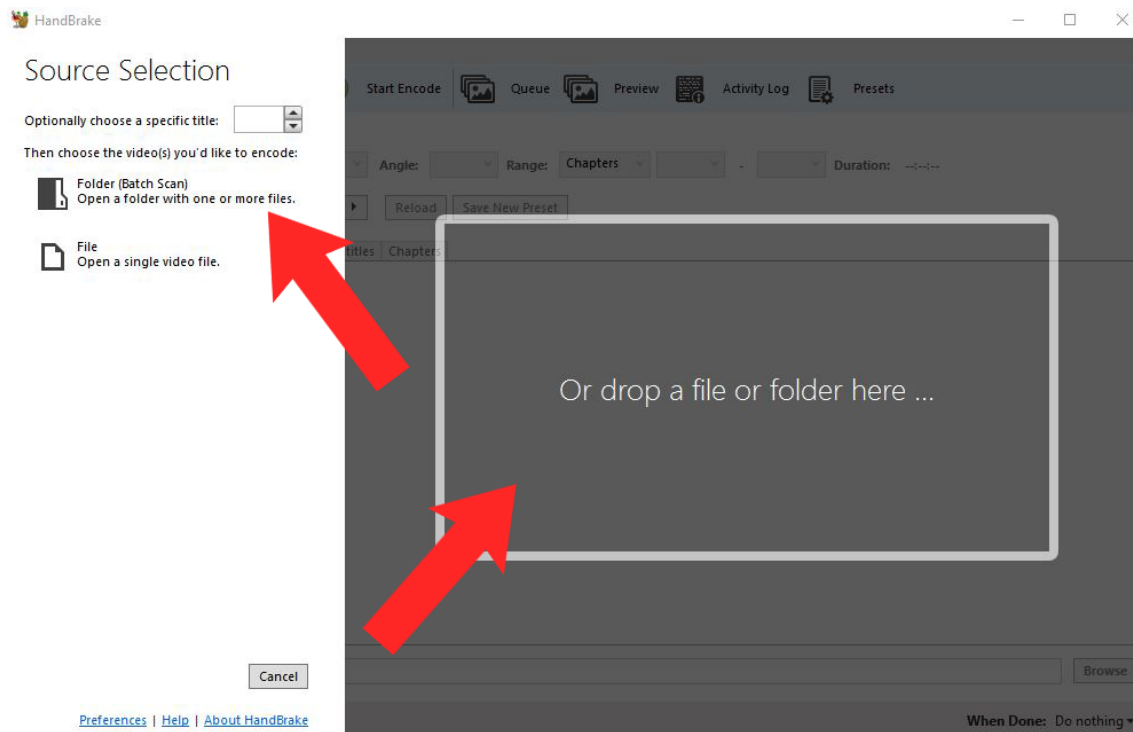 HandBrake
Source Selection
Optionally choose a specific title:
Then choose the video(s) you'd like to encode:
Folder (Batch Scan)
Open a folder with one or more files.
File
Open a single video file.
Cancel
Preferences | Help | About HandBrake
Start Encode Queue Preview Activity Log Presets
Angle: Range: Chapters - Duration: --:--:--
Reload Save New Preset
Chapters
Or drop a file or folder here ...
Browse
When Done: Do nothing